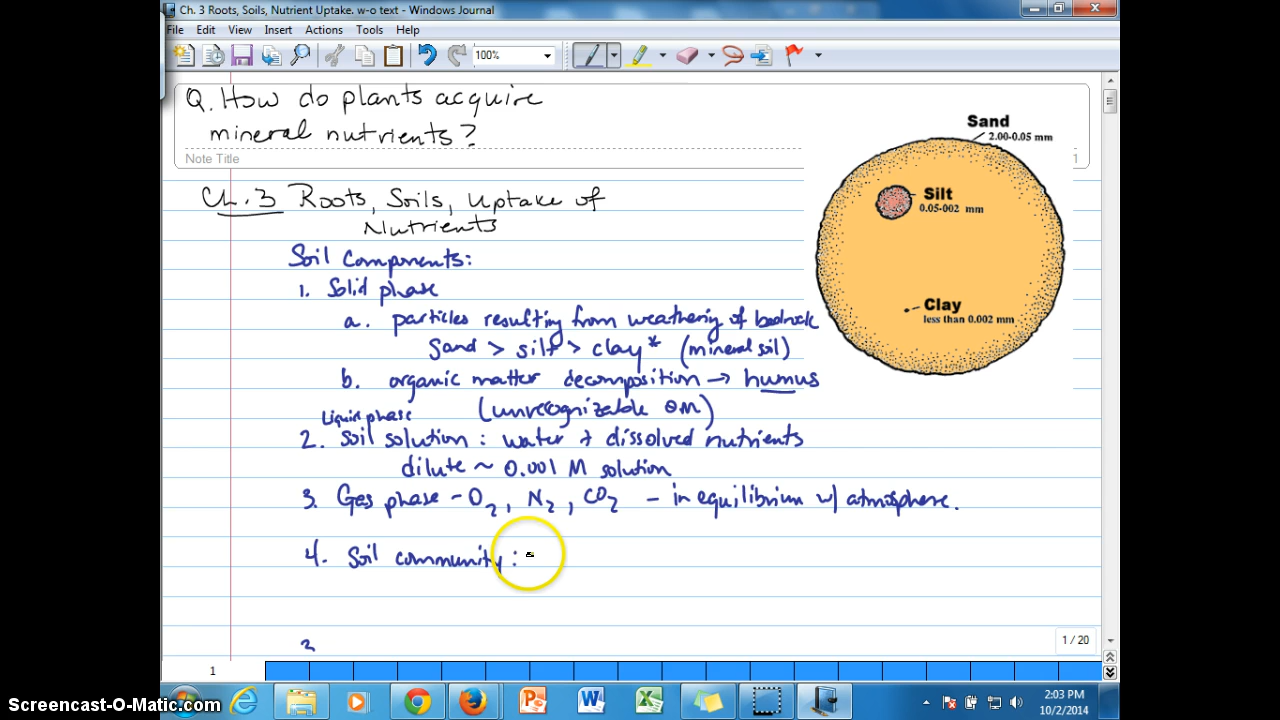 Ch. 3 Roots, Soils, Nutrient Uptake. w-o text - Windows Journal
File Edit View Insert Actions Tools Help
100%
Q. How do plants acquire
mineral nutrients?
Note Title
1
Sand
2.00-0.05 mm
Silt
0.05-002 mm
Clay
less than 0.002 mm
Ch. 3 Roots, Soils, Uptake of
Nutrients
Soil Components:
1. Solid phase
a. particles resulting from weathering of bedrock
Sand > silt > clay* (mineral soil)
b. organic matter decomposition → humus
(unrecognizable OM)
Liquid phase
2. Soil solution : water + dissolved nutrients
dilute ~ 0.001 M solution
3. Gas phase - O2, N2, CO2 - in equilibrium w/ atmosphere.
4. Soil community :
3
1 / 20
1
2:03 PM
10/2/2014
Screencast-O-Matic.com